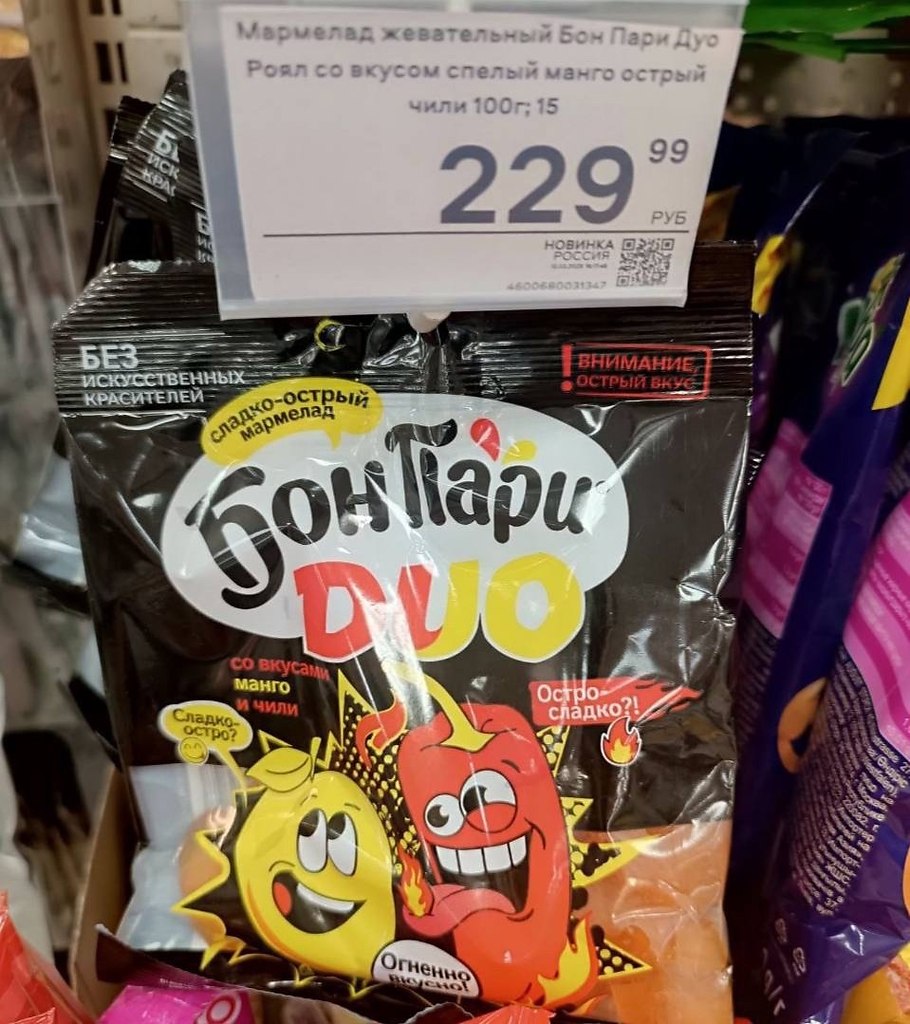 Мармелад жевательный Бон Пари Дуо
Роял со вкусом спелый манго острый
чили 100г; 15
229 99
РУБ
НОВИНКА
РОССИЯ
4600680031347
БЕЗ
ИСКУССТВЕННЫХ
КРАСИТЕЛЕЙ
! ВНИМАНИЕ,
ОСТРЫЙ ВКУС
сладко-острый
мармелад
БонПари
DUO
со вкусами
манго
и чили
Сладко-
остро?
Остро-
сладко?!
Огненно
вкусно!